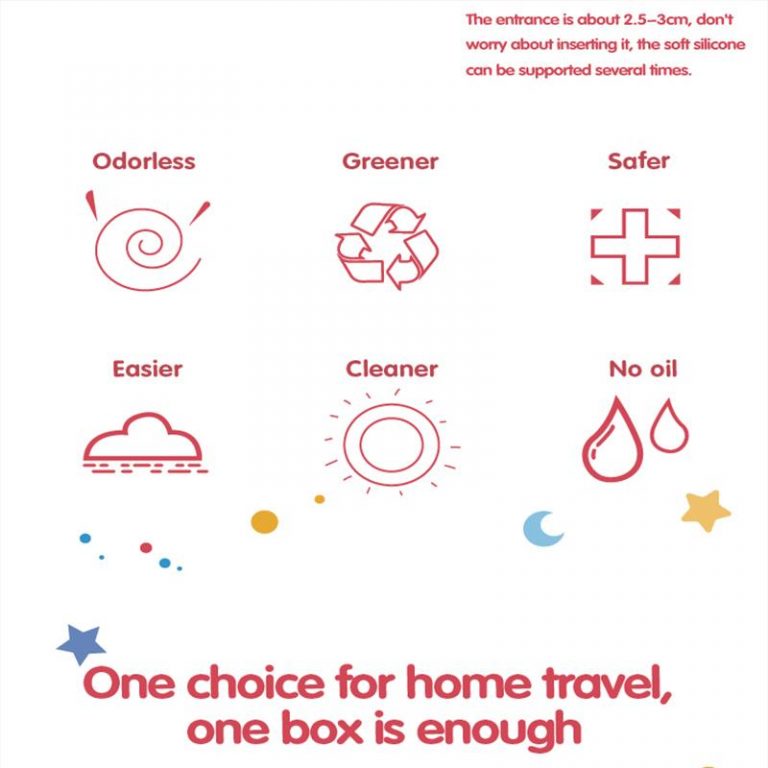 The entrance is about 2.5–3cm, don't
worry about inserting it, the soft silicone
can be supported several times.
Odorless
Greener
Safer
Easier
Cleaner
No oil
One choice for home travel,
one box is enough